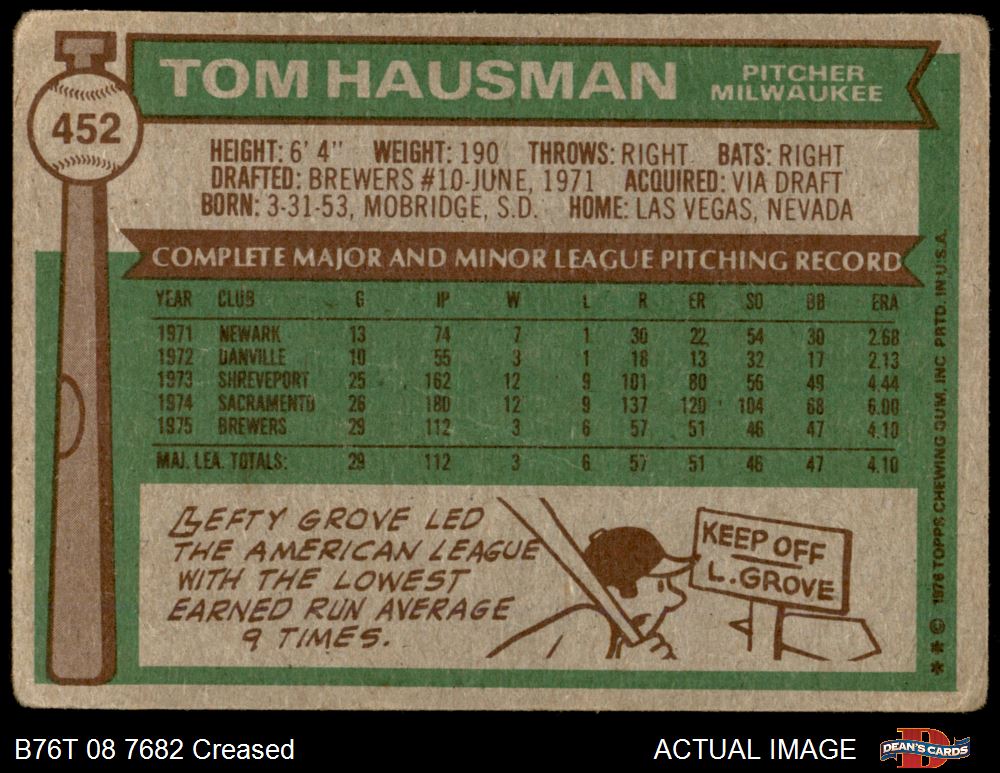 TOM HAUSMAN
PITCHER
MILWAUKEE
452
HEIGHT: 6' 4" WEIGHT: 190 THROWS: RIGHT BATS: RIGHT
DRAFTED: BREWERS #10-JUNE, 1971 ACQUIRED: VIA DRAFT
BORN: 3-31-53, MOBRIDGE, S.D. HOME: LAS VEGAS, NEVADA
COMPLETE MAJOR AND MINOR LEAGUE PITCHING RECORD
YEAR CLUB G IP W L R ER SO BB ERA
1971 NEWARK 13 74 7 1 30 22 54 30 2.68
1972 DANVILLE 10 55 3 1 18 13 32 17 2.13
1973 SHREVEPORT 25 162 12 9 101 80 56 49 4.44
1974 SACRAMENTO 26 180 12 9 137 120 104 68 6.00
1975 BREWERS 29 112 3 6 57 51 46 47 4.10
MAJ. LEA. TOTALS: 29 112 3 6 57 51 46 47 4.10
LEFTY GROVE LED
THE AMERICAN LEAGUE
WITH THE LOWEST
EARNED RUN AVERAGE
9 TIMES.
KEEP OFF
L. GROVE
** © 1976 TOPPS CHEWING GUM, INC. PRTD. IN U.S.A.
B76T 08 7682 Creased
ACTUAL IMAGE
DEAN'S CARDS